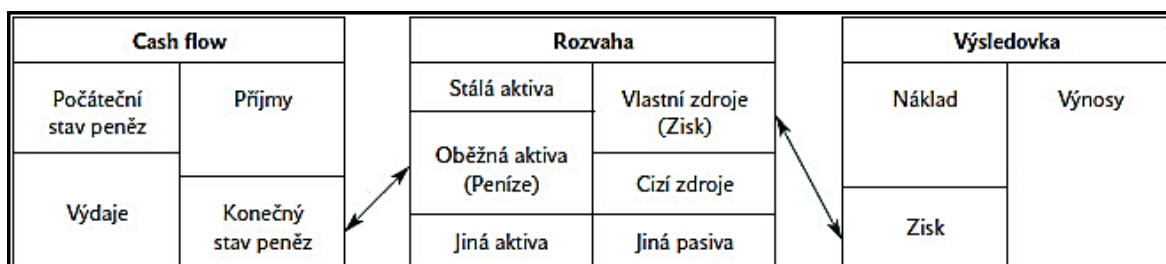 Cash flow
Počáteční
stav peněz
Příjmy
Výdaje
Konečný
stav peněz
Rozvaha
Stálá aktiva
Vlastní zdroje
(Zisk)
Oběžná aktiva
(Peníze)
Cizí zdroje
Jiná aktiva
Jiná pasiva
Výsledovka
Náklad
Výnosy
Zisk